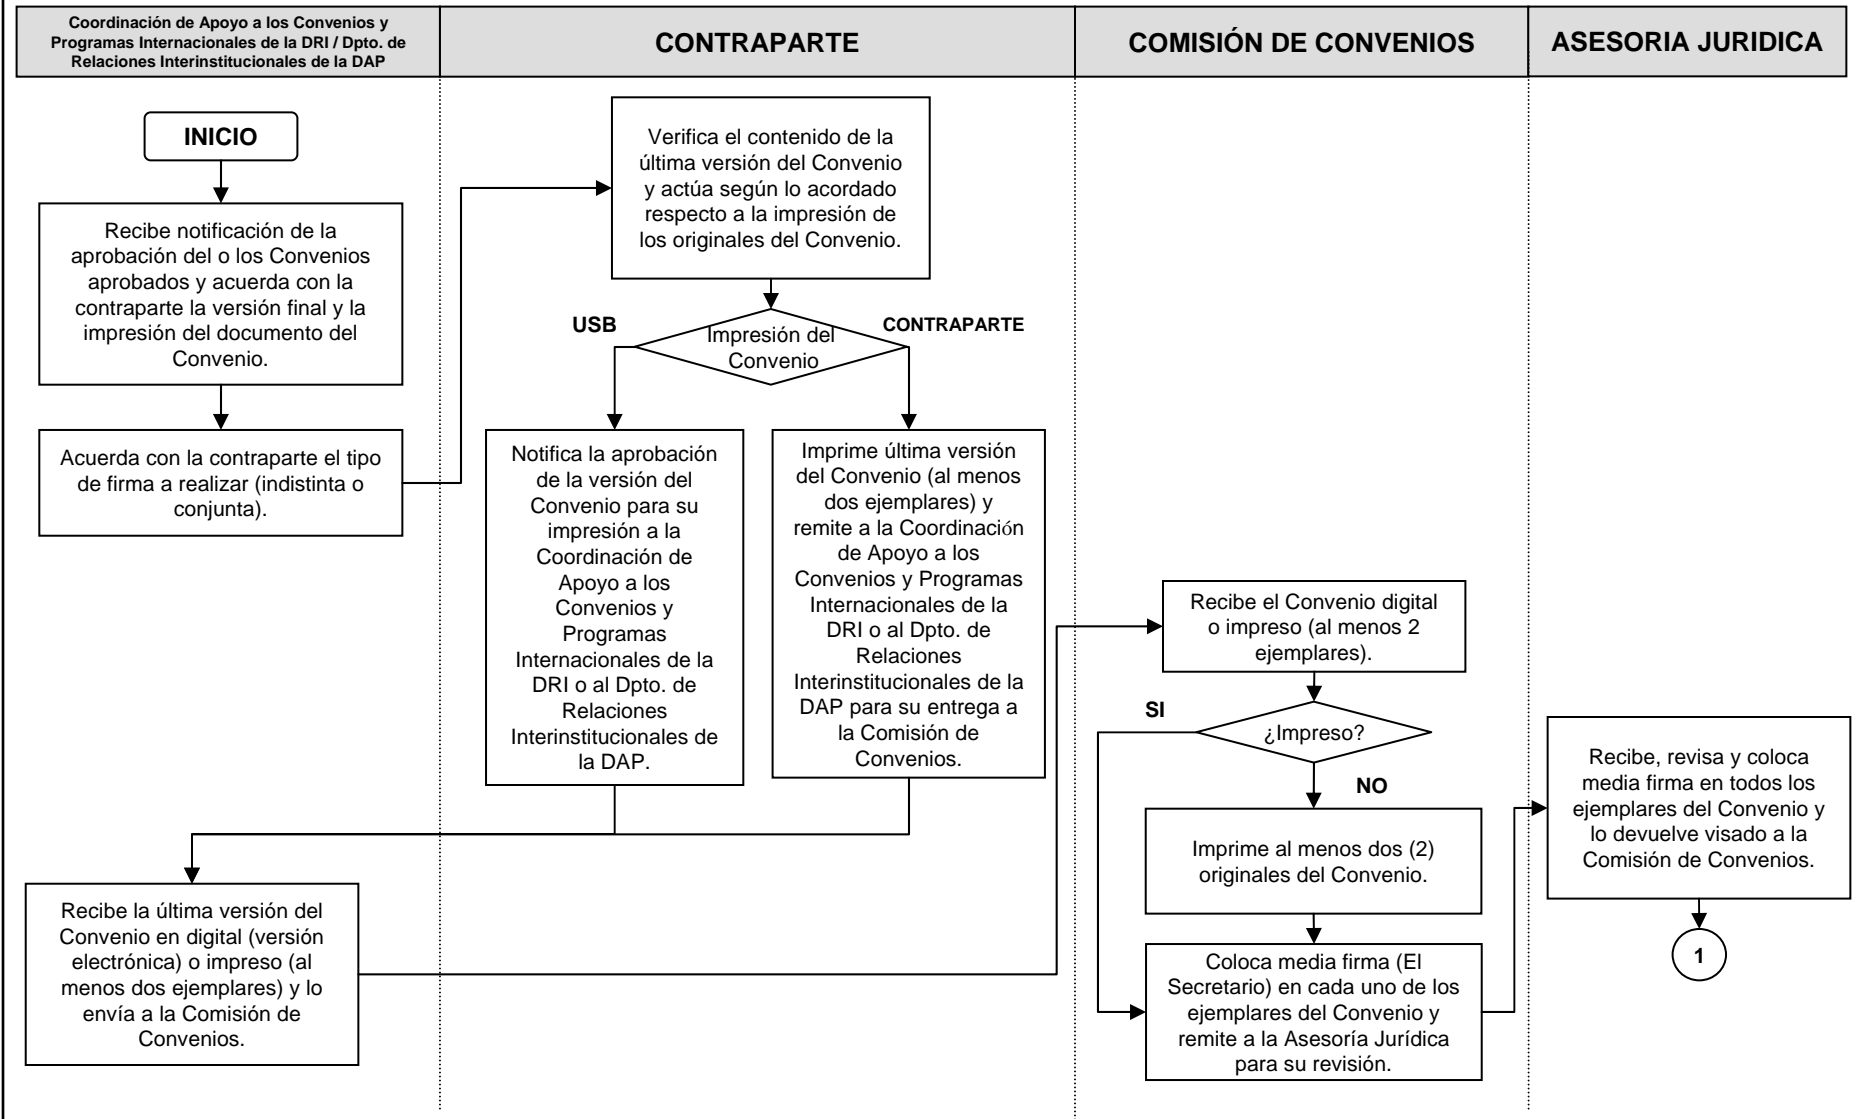 Coordinación de Apoyo a los Convenios y
Programas Internacionales de la DRI / Dpto. de
Relaciones Interinstitucionales de la DAP
CONTRAPARTE
COMISIÓN DE CONVENIOS
ASESORIA JURIDICA
INICIO
Recibe notificación de la
aprobación del o los Convenios
aprobados y acuerda con la
contraparte la versión final y la
impresión del documento del
Convenio.
Acuerda con la contraparte el tipo
de firma a realizar (indistinta o
conjunta).
Verifica el contenido de la
última versión del Convenio
y actúa según lo acordado
respecto a la impresión de
los originales del Convenio.
USB
Impresión del
Convenio
CONTRAPARTE
Notifica la aprobación
de la versión del
Convenio para su
impresión a la
Coordinación de
Apoyo a los
Convenios y
Programas
Internacionales de la
DRI o al Dpto. de
Relaciones
Interinstitucionales de
la DAP.
Imprime última versión
del Convenio (al menos
dos ejemplares) y
remite a la Coordinación
de Apoyo a los
Convenios y Programas
Internacionales de la
DRI o al Dpto. de
Relaciones
Interinstitucionales de la
DAP para su entrega a
la Comisión de
Convenios.
Recibe la última versión del
Convenio en digital (versión
electrónica) o impreso (al
menos dos ejemplares) y lo
envía a la Comisión de
Convenios.
Recibe el Convenio digital
o impreso (al menos 2
ejemplares).
SI
¿Impreso?
NO
Imprime al menos dos (2)
originales del Convenio.
Coloca media firma (El
Secretario) en cada uno de los
ejemplares del Convenio y
remite a la Asesoría Jurídica
para su revisión.
Recibe, revisa y coloca
media firma en todos los
ejemplares del Convenio y
lo devuelve visado a la
Comisión de Convenios.
1